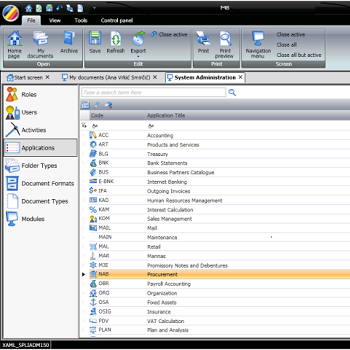 MB
File View Tools Control panel
Home page
My documents
Archive
Open
Save
Refresh
Export
Close active
Edit
Print
Print preview
Print
Navigation menu
Close active
Close all
Close all but active
Screen
Start screen × My documents (Ana Vrkić Smirčić) × System Administration ×
Roles
Users
Activities
Applications
Folder Types
Document Formats
Document Types
Modules
Type a search term here
Code Application Title
ACC Accounting
ART Products and Services
BLG Treasury
BNK Bank Statements
BUS Business Partners Catalogue
E-BNK Internet Banking
IFA Outgoing Invoices
KAD Human Resources Management
KAM Interest Calculation
KOM Sales Management
MAIL Mail
MAIN Maintenance
MAL Retail
MAR Marinas
MJE Promissory Notes and Debentures
NAB Procurement
OBR Payroll Accounting
ORG Organization
OSA Fixed Assets
OSIG Insurance
PDV VAT Calculation
PLAN Plan and Analysis
XAML_SPLIADM150